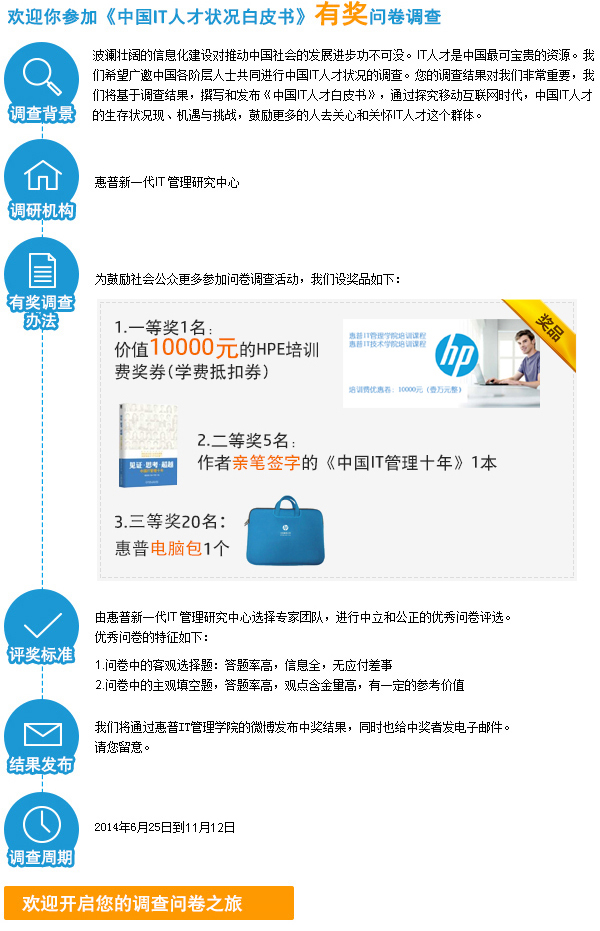 欢迎你参加《中国IT人才状况白皮书》有奖问卷调查
调查背景
波澜壮阔的信息化建设对推动中国社会的发展进步功不可没。IT人才是中国最可宝贵的资源。我
们希望广邀中国各阶层人士共同进行中国IT人才状况的调查。您的调查结果对我们非常重要，我
们将基于调查结果，撰写和发布《中国IT人才白皮书》，通过探究移动互联网时代，中国IT人才
的生存状况现、机遇与挑战，鼓励更多的人去关心和关怀IT人才这个群体。
调研机构
惠普新一代IT管理研究中心
有奖调查
办法
为鼓励社会公众更多参加问卷调查活动，我们设奖品如下：
奖品
1.一等奖1名：
价值10000元的HPE培训
费奖券(学费抵扣券)
惠普IT管理学院培训课程
惠普IT技术学院培训课程
hp
培训费优惠名：10000元（壹万元整）
见证·思考·超越
2.二等奖5名：
作者亲笔签字的《中国IT管理十年》1本
3.三等奖20名：
惠普电脑包1个
评奖标准
由惠普新一代IT管理研究中心选择专家团队，进行中立和公正的优秀问卷评选。
优秀问卷的特征如下：
1.问卷中的客观选择题：答题率高，信息全，无应付差事
2.问卷中的主观填空题，答题率高，观点含金量高，有一定的参考价值
结果发布
我们将通过惠普IT管理学院的微博发布中奖结果，同时也给中奖者发电子邮件。
请您留意。
调查周期
2014年6月25日到11月12日
欢迎开启您的调查问卷之旅